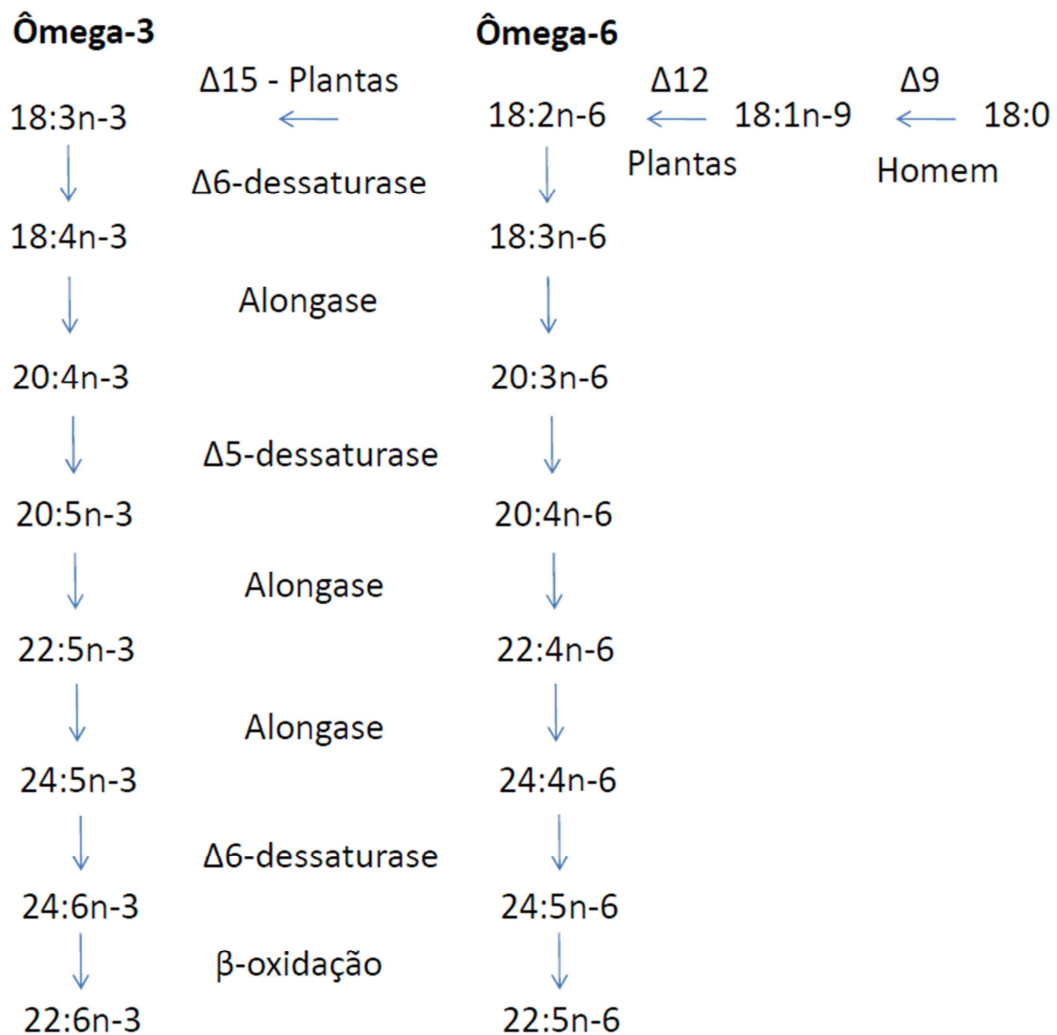 Ômega-3 Ômega-6
Δ15 - Plantas Δ12 Δ9
18:3n-3 18:2n-6 18:1n-9 18:0
Plantas Homem
Δ6-dessaturase
18:4n-3 18:3n-6
Alongase
20:4n-3 20:3n-6
Δ5-dessaturase
20:5n-3 20:4n-6
Alongase
22:5n-3 22:4n-6
Alongase
24:5n-3 24:4n-6
Δ6-dessaturase
24:6n-3 24:5n-6
β-oxidação
22:6n-3 22:5n-6